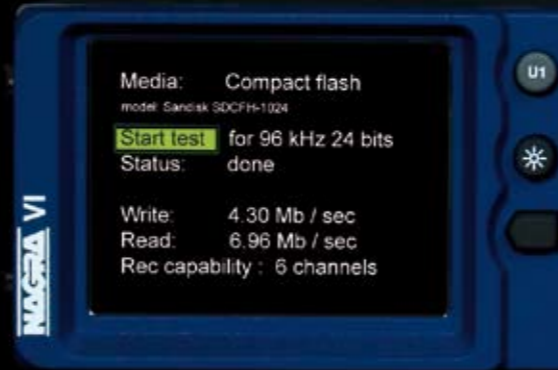 Media: Compact flash
model: Sandisk SDCFH-1024
Start test for 96 kHz 24 bits
Status: done
Write: 4.30 Mb / sec
Read: 6.96 Mb / sec
Rec capability : 6 channels
NAGRA VI
U1